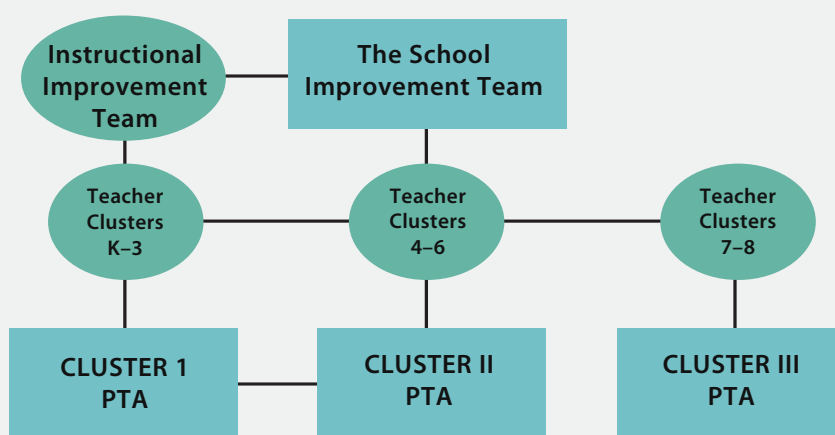 Instructional
Improvement
Team
The School
Improvement Team
Teacher
Clusters
K–3
Teacher
Clusters
4–6
Teacher
Clusters
7–8
CLUSTER 1
PTA
CLUSTER II
PTA
CLUSTER III
PTA